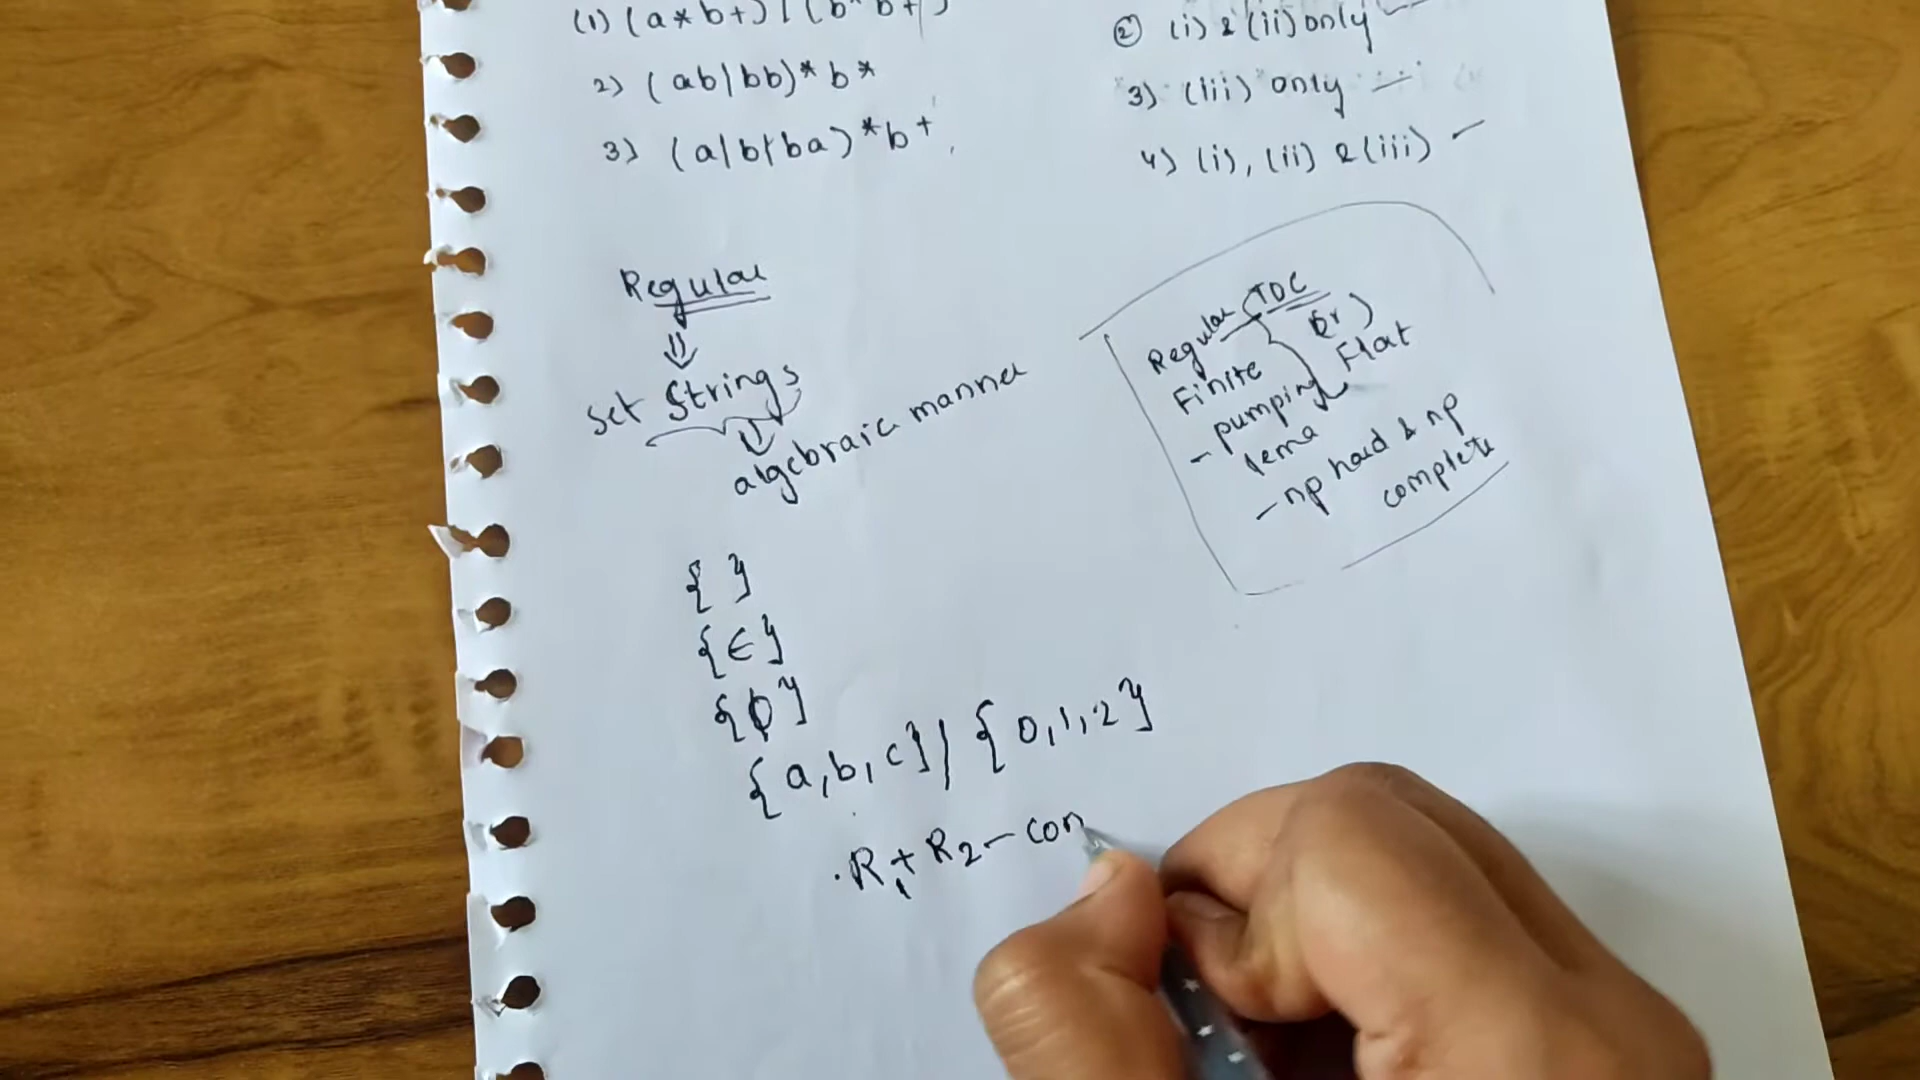 (1) (a*b+) | (b*b+)
2) (ab|bb)*b*
3) (a|b|ba)*b+
② (i) & (ii) only
3) (iii) only
4) (i), (ii) & (iii)
Regular
⇓
Set Strings
⇓
algebraic manner
Regular (TOC
(or)
Finite } Flat
- pumping
lema
- np hard & np
complete
{ }
{ϵ}
{ϕ}
{a,b,c} / {0,1,2}
.R1+R2-con